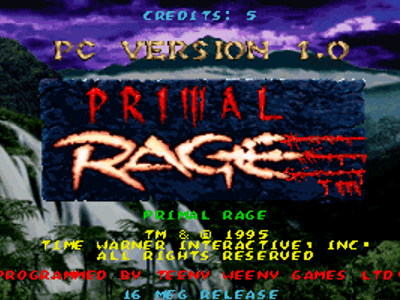 CREDITS: 5
PC VERSION 1.0
PRIMAL
RAGE
TM
PRIMAL RAGE
TM & © 1995
TIME WARNER INTERACTIVE, INC.
ALL RIGHTS RESERVED
PROGRAMMED BY TEENY WEENY GAMES LTD
16 MEG RELEASE